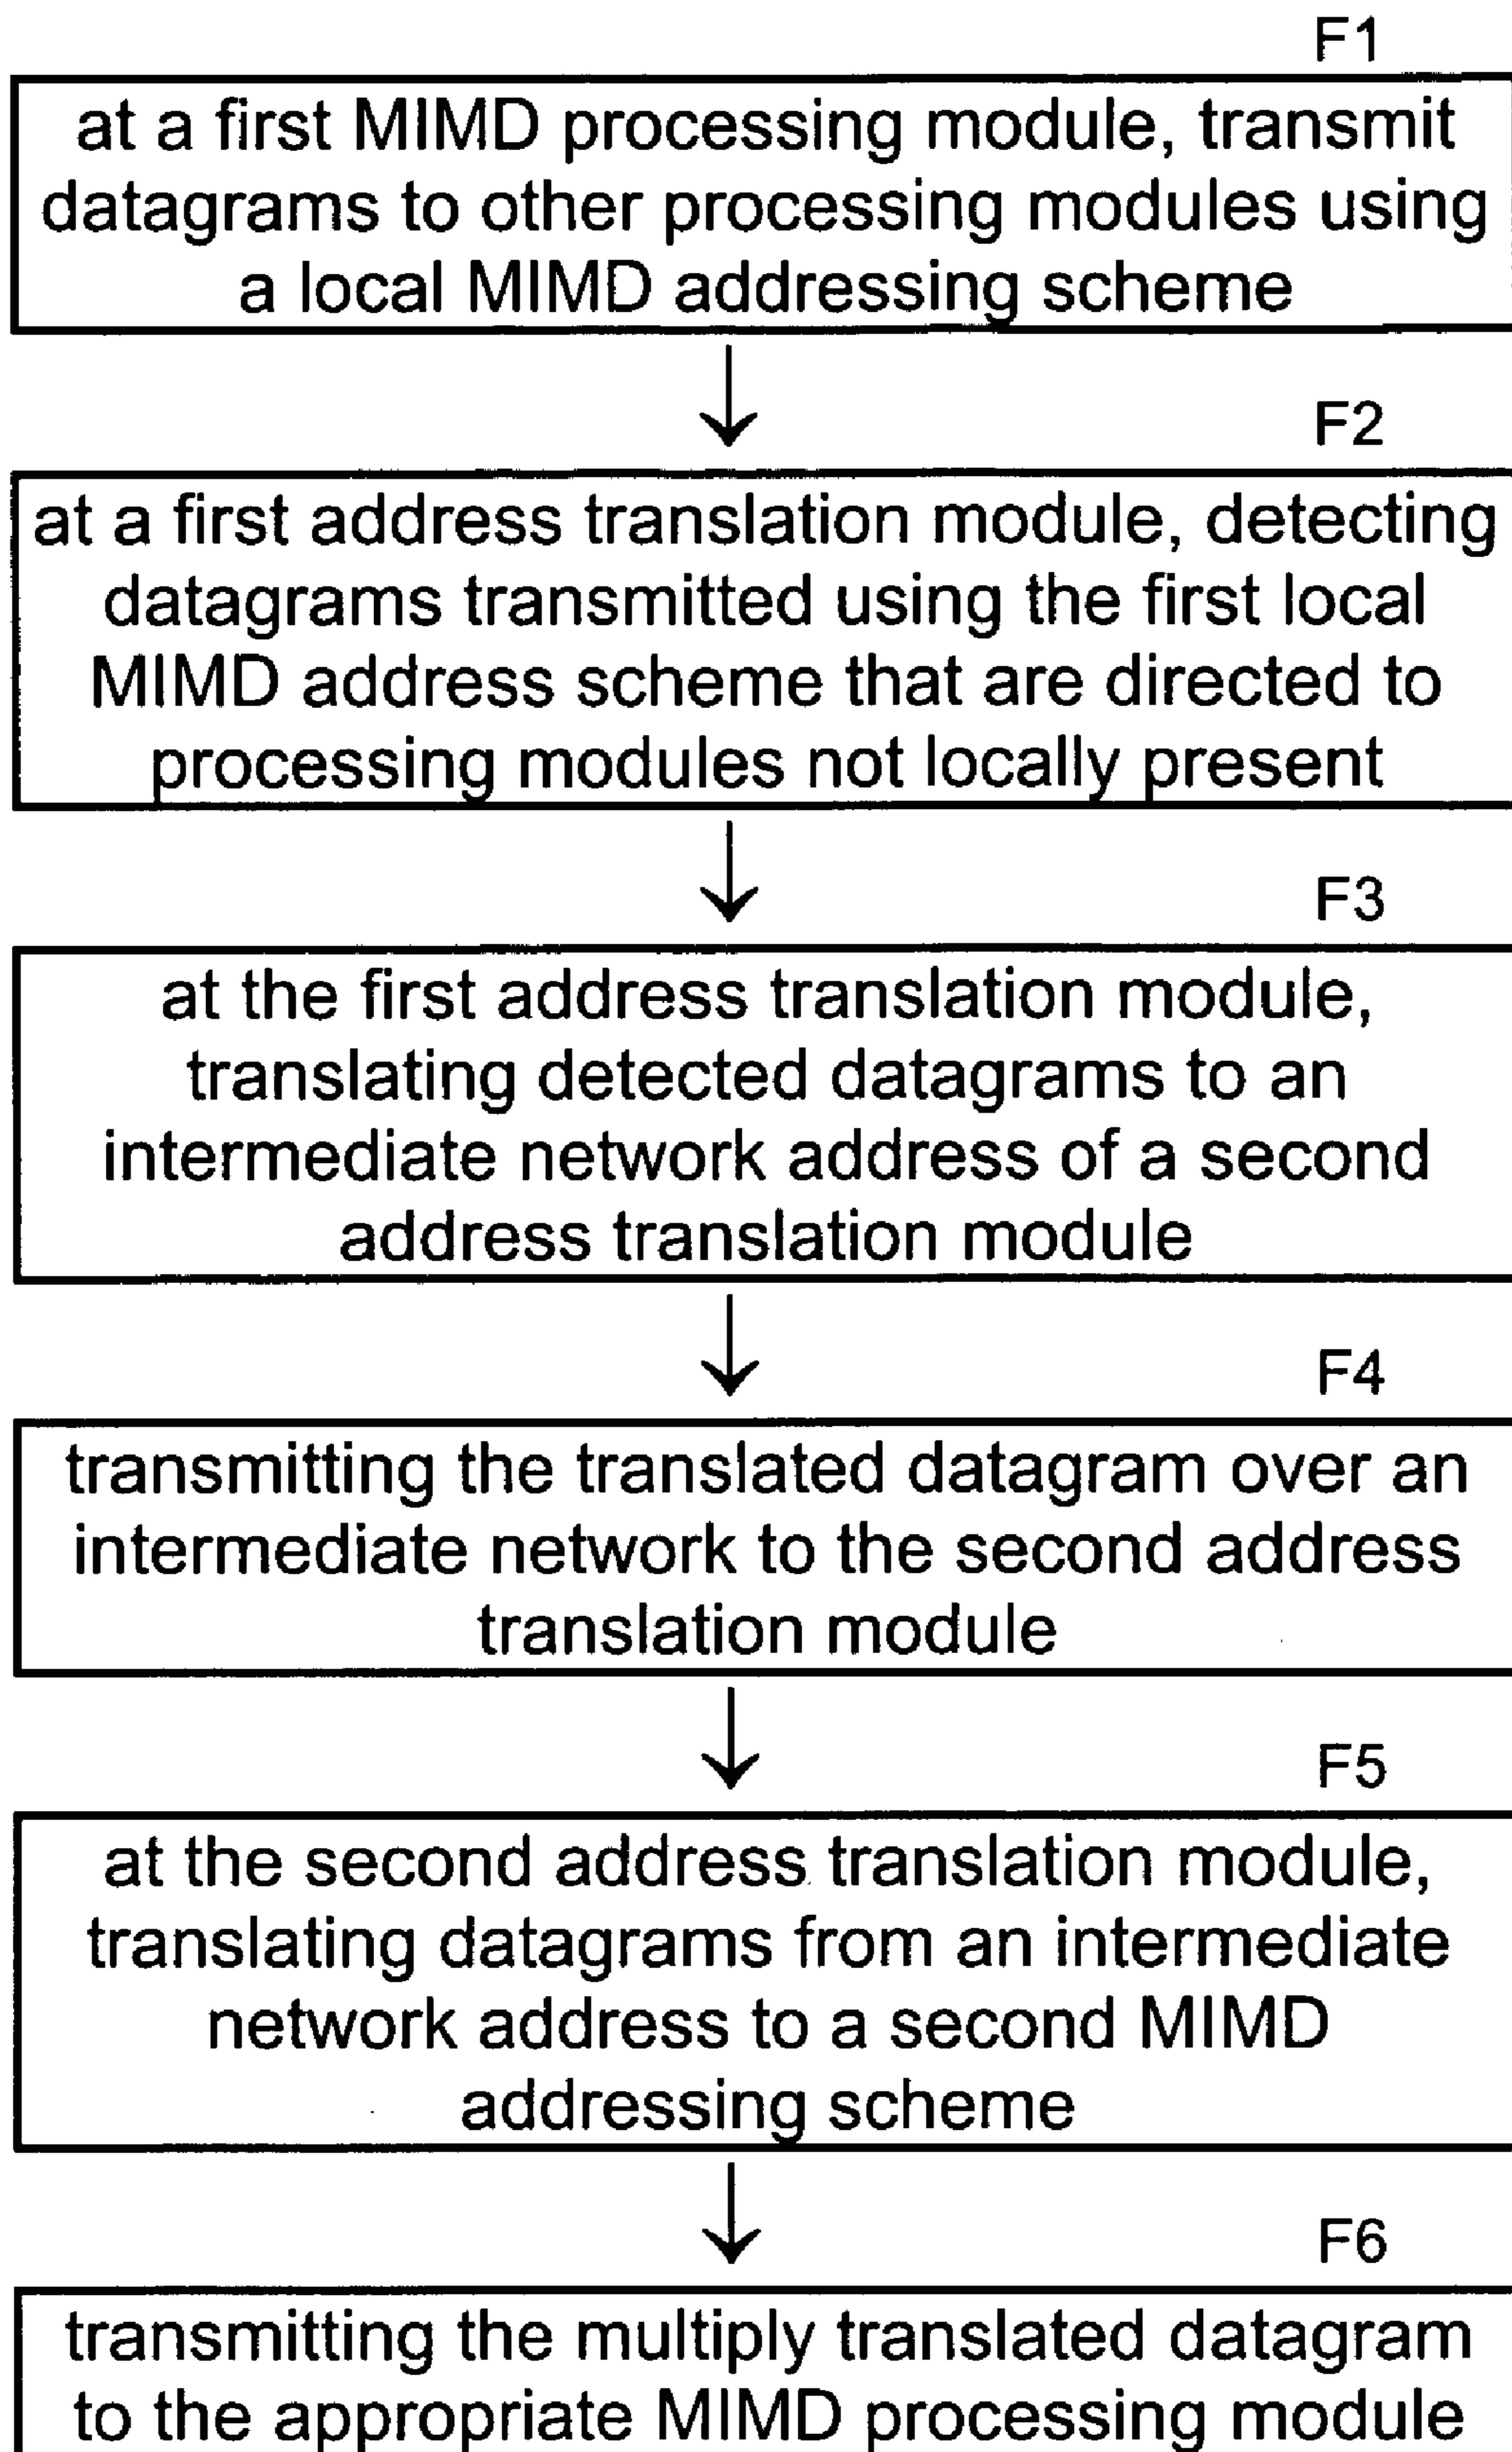 F1
at a first MIMD processing module, transmit
datagrams to other processing modules using
a local MIMD addressing scheme
F2
at a first address translation module, detecting
datagrams transmitted using the first local
MIMD address scheme that are directed to
processing modules not locally present
F3
at the first address translation module,
translating detected datagrams to an
intermediate network address of a second
address translation module
F4
transmitting the translated datagram over an
intermediate network to the second address
translation module
F5
at the second address translation module,
translating datagrams from an intermediate
network address to a second MIMD
addressing scheme
F6
transmitting the multiply translated datagram
to the appropriate MIMD processing module